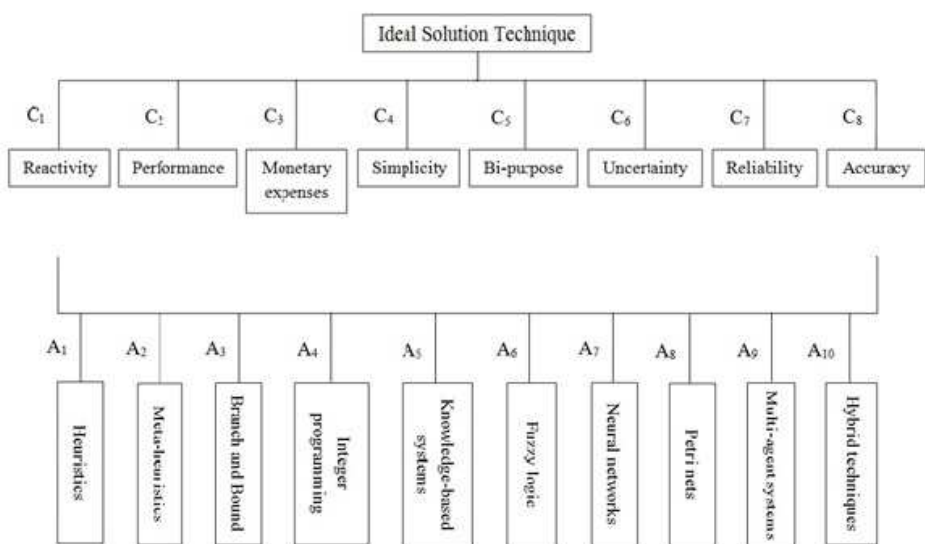 Ideal Solution Technique
C1
C2
C3
C4
C5
C6
C7
C8
Reactivity
Performance
Monetary
expenses
Simplicity
Bi-purpose
Uncertainty
Reliability
Accuracy
A1
A2
A3
A4
A5
A6
A7
A8
A9
A10
Heuristics
Meta-heuristics
Branch and Bound
Integer
programming
Knowledge-based
systems
Fuzzy logic
Neural networks
Petri nets
Multi-agent systems
Hybrid techniques